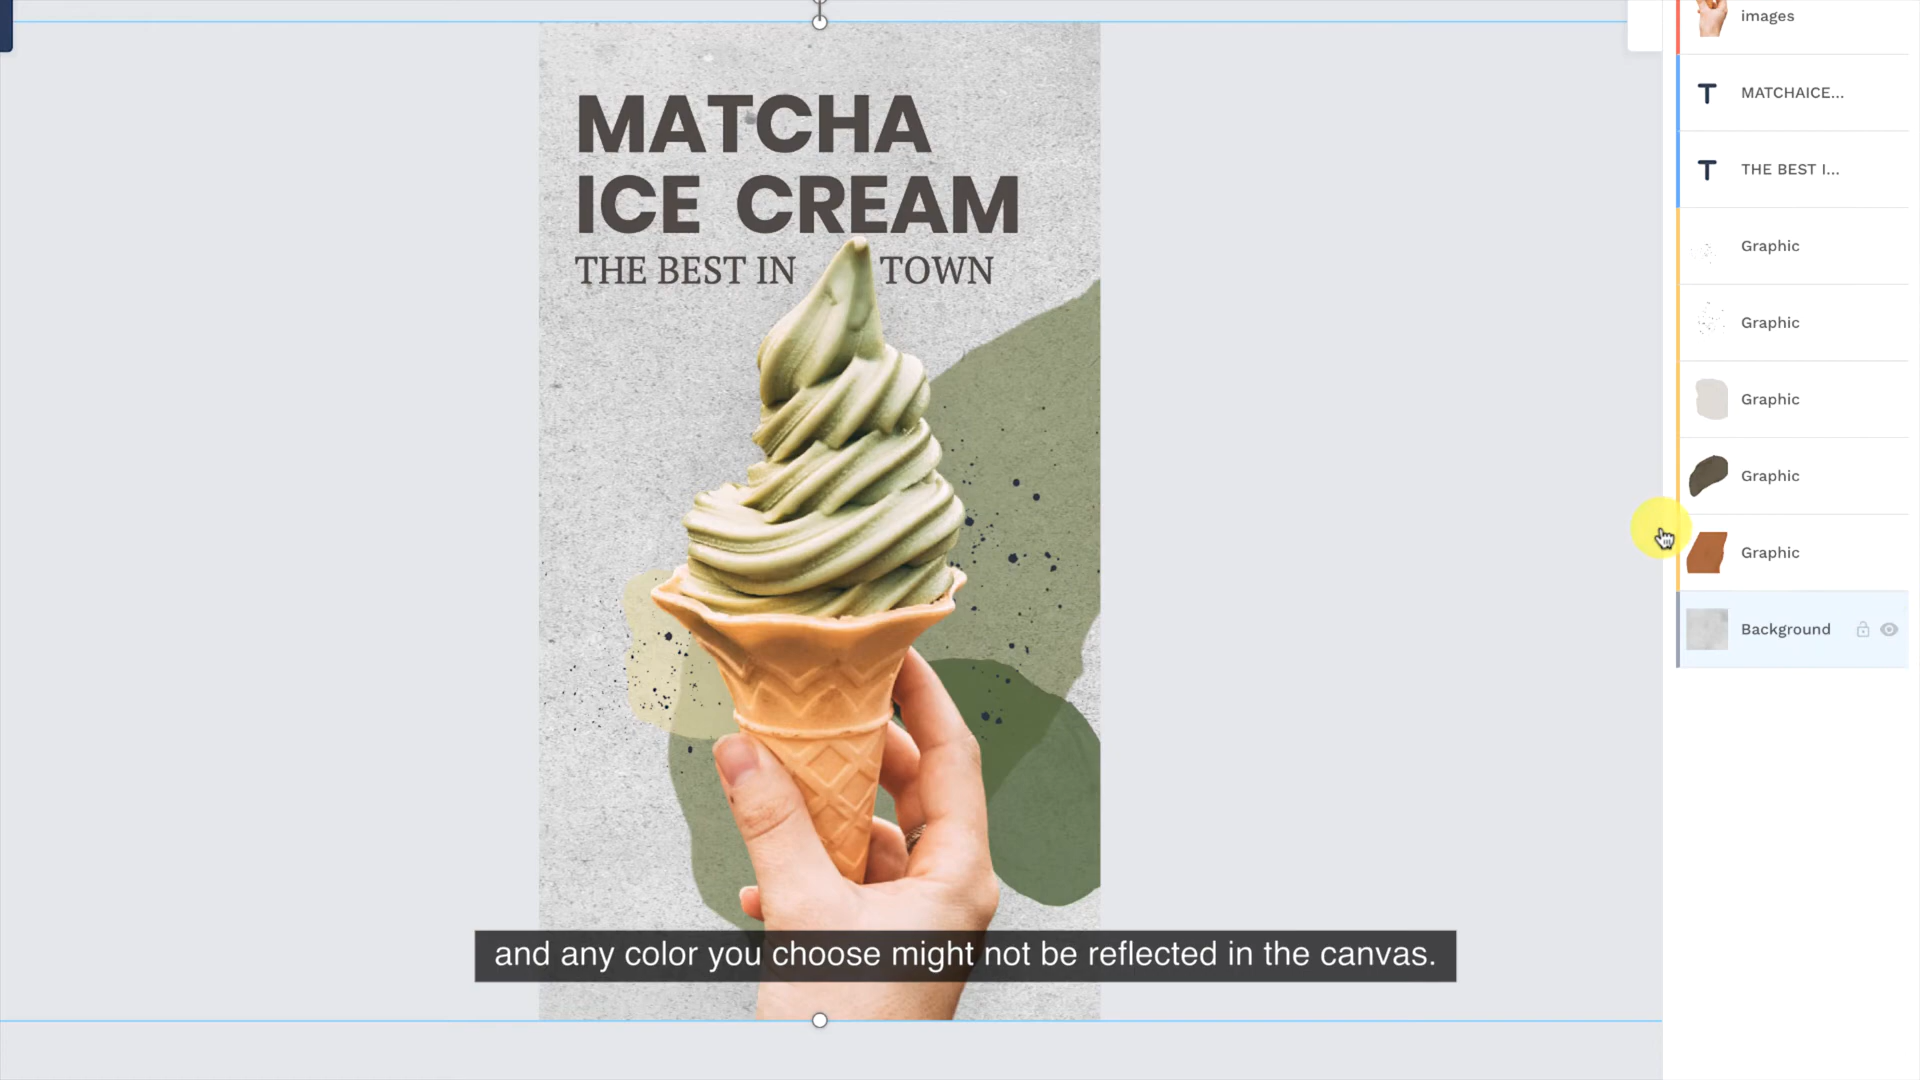 MATCHA
ICE CREAM
THE BEST IN TOWN
and any color you choose might not be reflected in the canvas.
images
T MATCHAICE...
T THE BEST I...
Graphic
Graphic
Graphic
Graphic
Graphic
Background